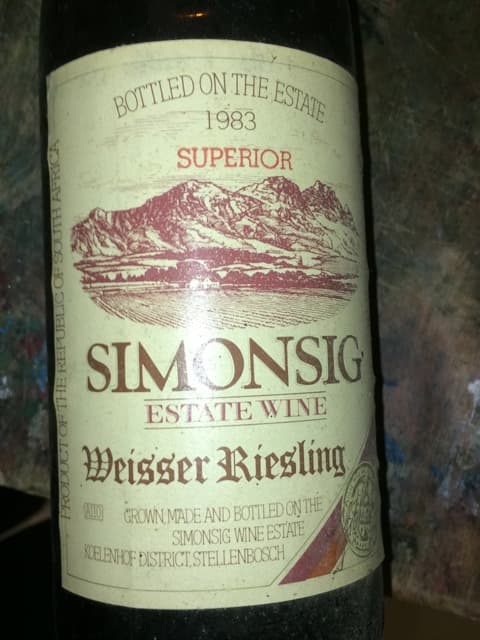 BOTTLED ON THE ESTATE
1983
SUPERIOR
SIMONSIG
ESTATE WINE
Weisser Riesling
GROWN, MADE AND BOTTLED ON THE
SIMONSIG WINE ESTATE
KOELENHOF DISTRICT, STELLENBOSCH
PRODUCT OF THE REPUBLIC OF SOUTH AFRICA